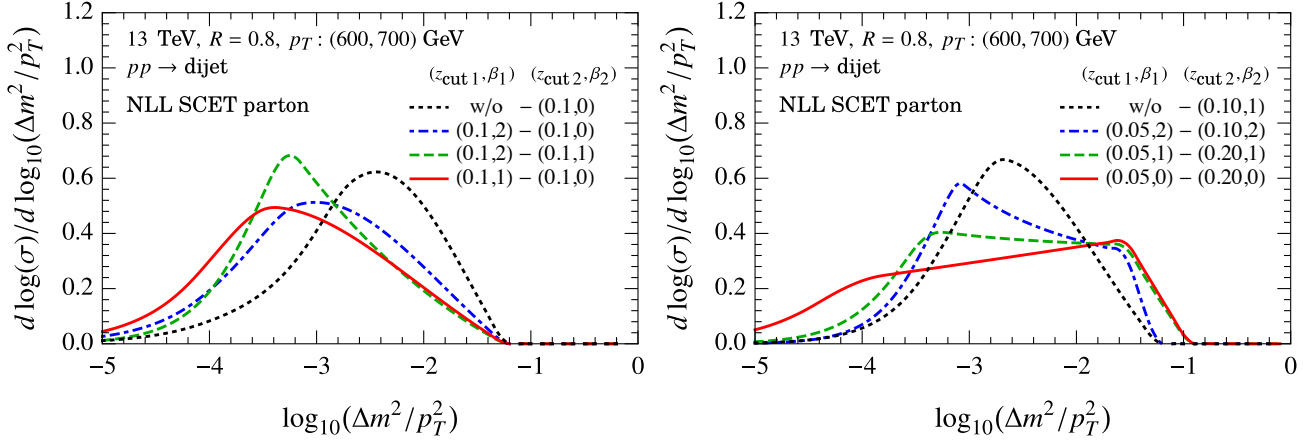 13 TeV, R = 0.8, p_T : (600, 700) GeV
pp → dijet
NLL SCET parton
(z_cut 1, β_1) (z_cut 2, β_2)
w/o − (0.1,0)
(0.1,2) − (0.1,0)
(0.1,2) − (0.1,1)
(0.1,1) − (0.1,0)
d log(σ)/d log_10(Δm^2/p_T^2)
1.2
1.0
0.8
0.6
0.4
0.2
0.0
−5 −4 −3 −2 −1 0
log_10(Δm^2/p_T^2)
13 TeV, R = 0.8, p_T : (600, 700) GeV
pp → dijet
NLL SCET parton
(z_cut 1, β_1) (z_cut 2, β_2)
w/o − (0.10,1)
(0.05,2) − (0.10,2)
(0.05,1) − (0.20,1)
(0.05,0) − (0.20,0)
d log(σ)/d log_10(Δm^2/p_T^2)
1.2
1.0
0.8
0.6
0.4
0.2
0.0
−5 −4 −3 −2 −1 0
log_10(Δm^2/p_T^2)